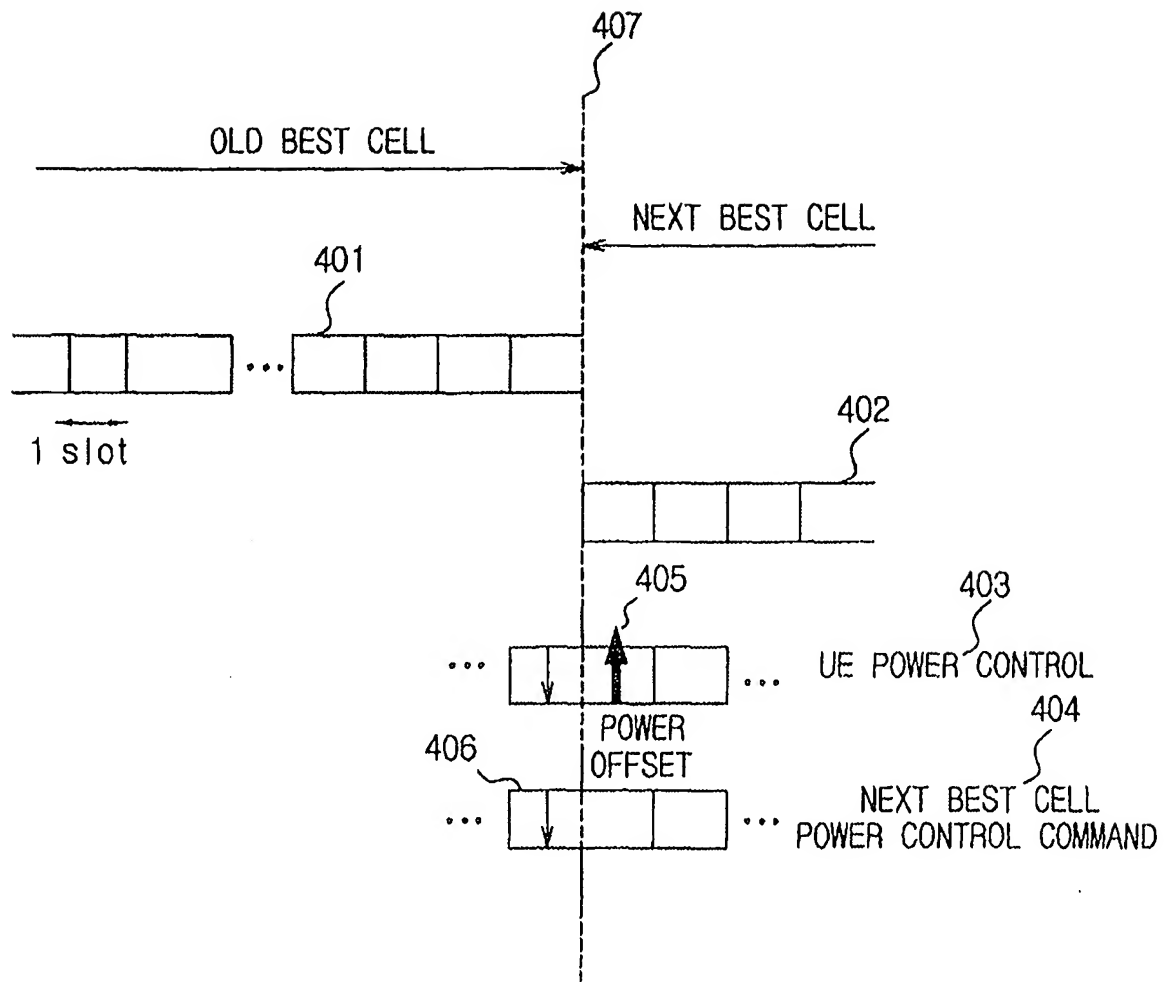 407
OLD BEST CELL
NEXT BEST CELL
401
...
1 slot
402
405
403
... ... UE POWER CONTROL
POWER
OFFSET
404
406
... ... NEXT BEST CELL
POWER CONTROL COMMAND